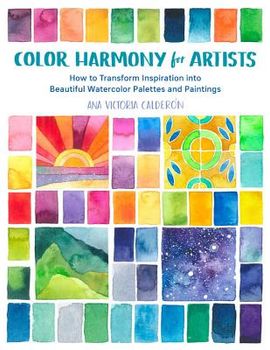 COLOR HARMONY for ARTISTS
How to Transform Inspiration into
Beautiful Watercolor Palettes and Paintings
ANA VICTORIA CALDERÓN